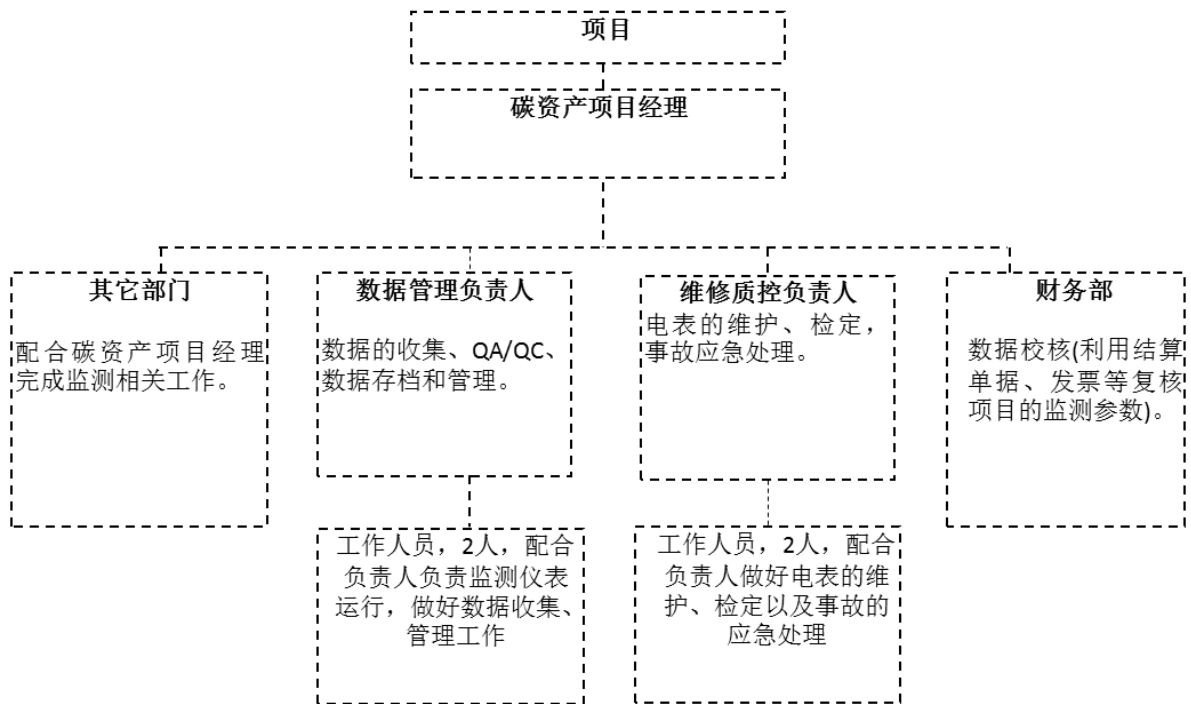 项目
碳资产项目经理
其它部门
配合碳资产项目经理
完成监测相关工作。
数据管理负责人
数据的收集、QA/QC、
数据存档和管理。
维修质控负责人
电表的维护、检定，
事故应急处理。
财务部
数据校核(利用结算
单据、发票等复核
项目的监测参数)。
工作人员，2人，配合
负责人负责监测仪表
运行，做好数据收集、
管理工作
工作人员，2人，配合
负责人做好电表的维
护、检定以及事故的
应急处理